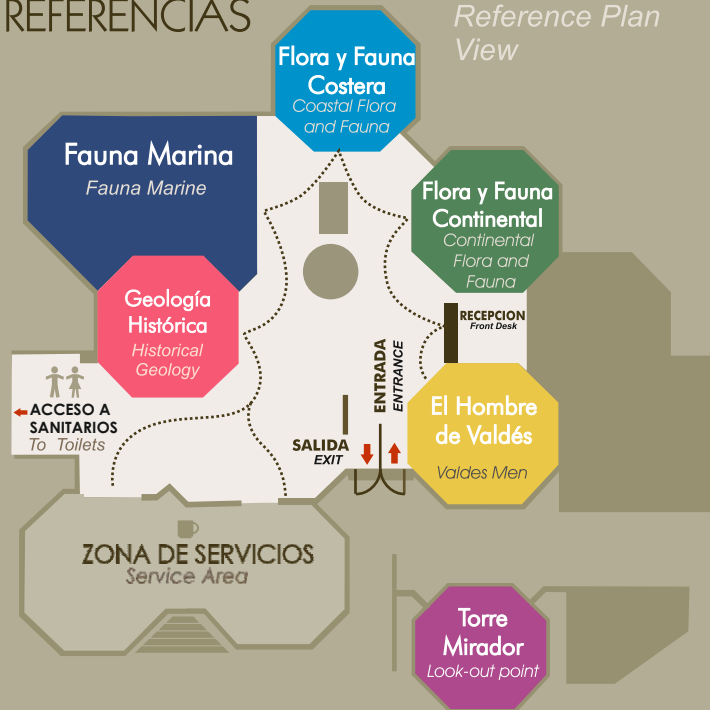 REFERENCIAS
Reference Plan
View
Flora y Fauna
Costera
Coastal Flora
and Fauna
Fauna Marina
Fauna Marine
Flora y Fauna
Continental
Continental
Flora and
Fauna
Geología
Histórica
Historical
Geology
RECEPCION
Front Desk
ENTRADA
ENTRANCE
ACCESO A
SANITARIOS
To Toilets
El Hombre
de Valdés
Valdes Men
SALIDA
EXIT
ZONA DE SERVICIOS
Service Area
Torre
Mirador
Look-out point